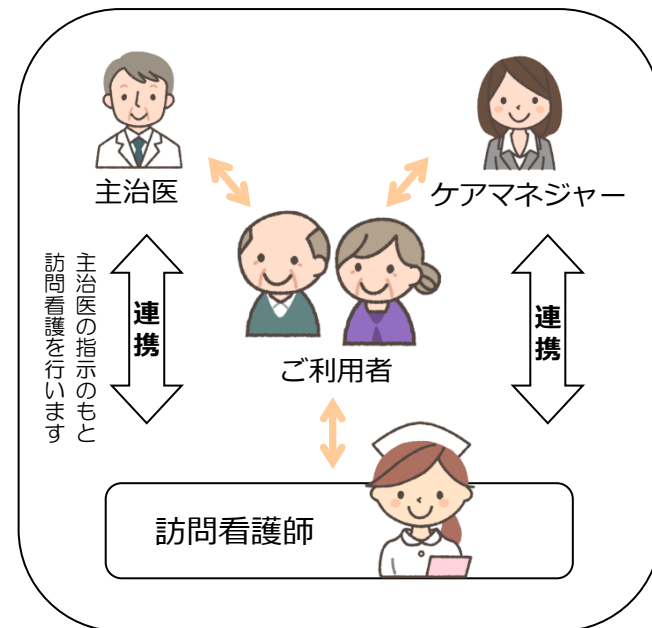 主治医
ケアマネジャー
主治医の指示のもと
訪問看護を行います
連携
連携
ご利用者
訪問看護師